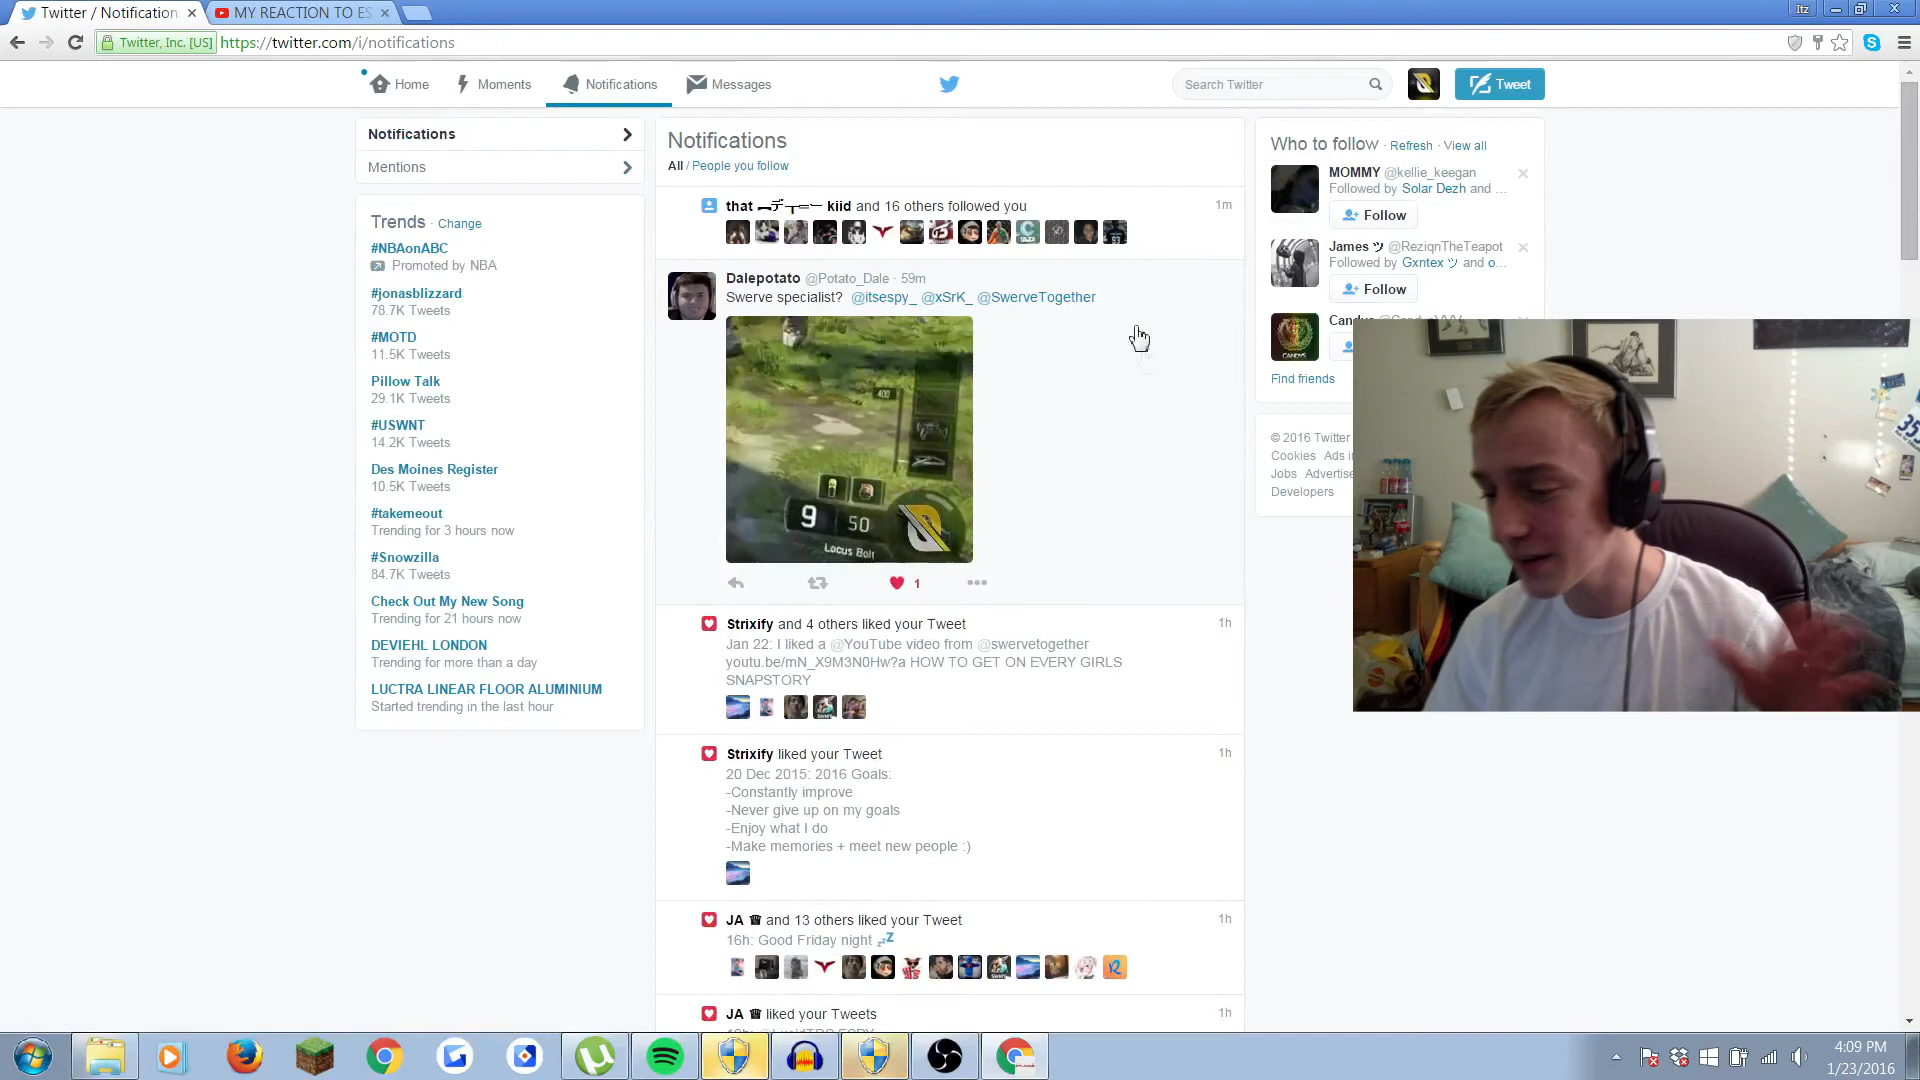 Twitter / Notification
MY REACTION TO ES
Itz
Twitter, Inc. [US]
https://twitter.com/i/notifications
Home
Moments
Notifications
Messages
Search Twitter
Tweet
Notifications
Mentions
Trends · Change
#NBAonABC
Promoted by NBA
#jonasblizzard
78.7K Tweets
#MOTD
11.5K Tweets
Pillow Talk
29.1K Tweets
#USWNT
14.2K Tweets
Des Moines Register
10.5K Tweets
#takemeout
Trending for 3 hours now
#Snowzilla
84.7K Tweets
Check Out My New Song
Trending for 21 hours now
DEVIEHL LONDON
Trending for more than a day
LUCTRA LINEAR FLOOR ALUMINIUM
Started trending in the last hour
Notifications
All / People you follow
that kiid and 16 others followed you
1m
Dalepotato @Potato_Dale · 59m
Swerve specialist? @itsespy_ @xSrK_ @SwerveTogether
400
9 50
Locus Bolt
1
Strixify and 4 others liked your Tweet
1h
Jan 22: I liked a @YouTube video from @swervetogether
youtu.be/mN_X9M3N0Hw?a HOW TO GET ON EVERY GIRLS
SNAPSTORY
Strixify liked your Tweet
1h
20 Dec 2015: 2016 Goals:
-Constantly improve
-Never give up on my goals
-Enjoy what I do
-Make memories + meet new people :)
JA ♛ and 13 others liked your Tweet
1h
16h: Good Friday night 💤
JA ♛ liked your Tweets
1h
Who to follow · Refresh · View all
MOMMY @kellie_keegan
Followed by Solar Dezh and ...
Follow
James ツ @ReziqnTheTeapot
Followed by Gxntex ツ and o...
Follow
Find friends
© 2016 Twitter
Cookies
Jobs Advertise
Developers
4:09 PM
1/23/2016